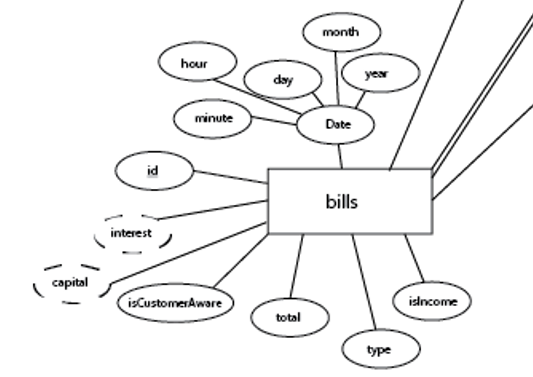 month
hour
day
year
minute
Date
id
bills
interest
capital
isCustomerAware
total
isIncome
type